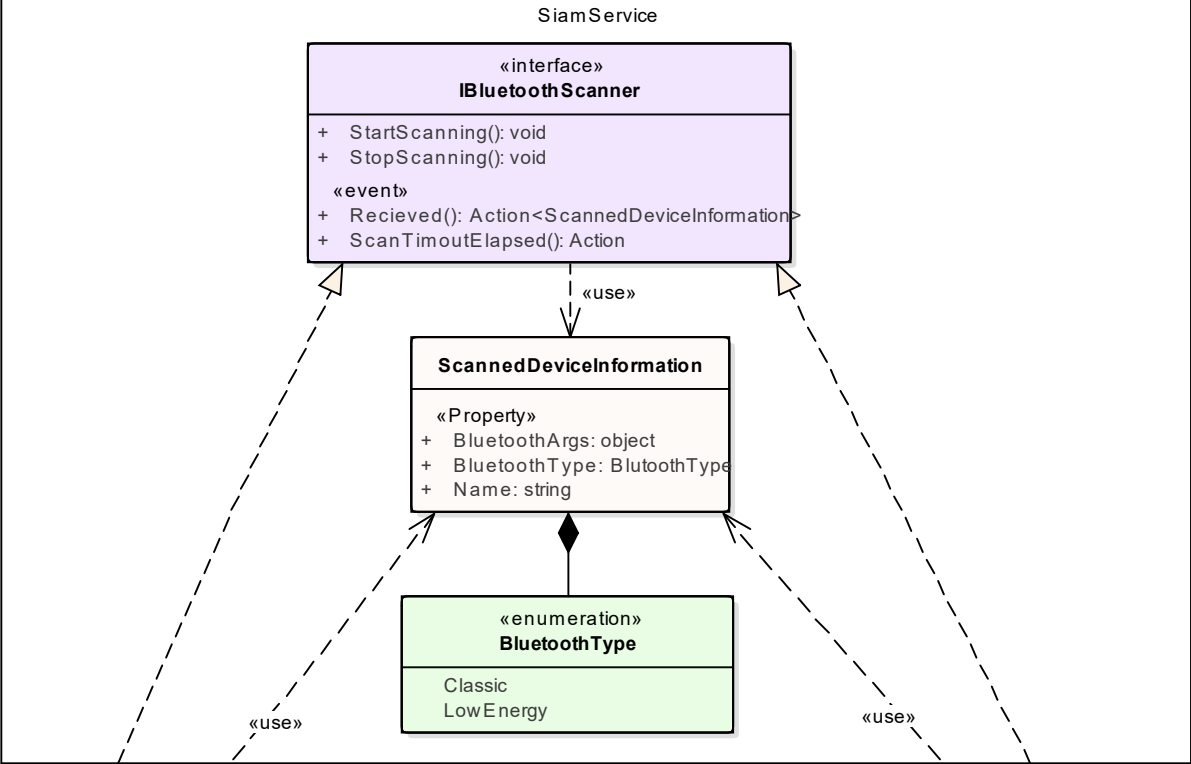 SiamService
«interface»
IBluetoothScanner
+ StartScanning(): void
+ StopScanning(): void
«event»
+ Recieved(): Action<ScannedDeviceInformation>
+ ScanTimoutElapsed(): Action
«use»
ScannedDeviceInformation
«Property»
+ BluetoothArgs: object
+ BluetoothType: BlutoothType
+ Name: string
«enumeration»
BluetoothType
Classic
LowEnergy
«use»
«use»